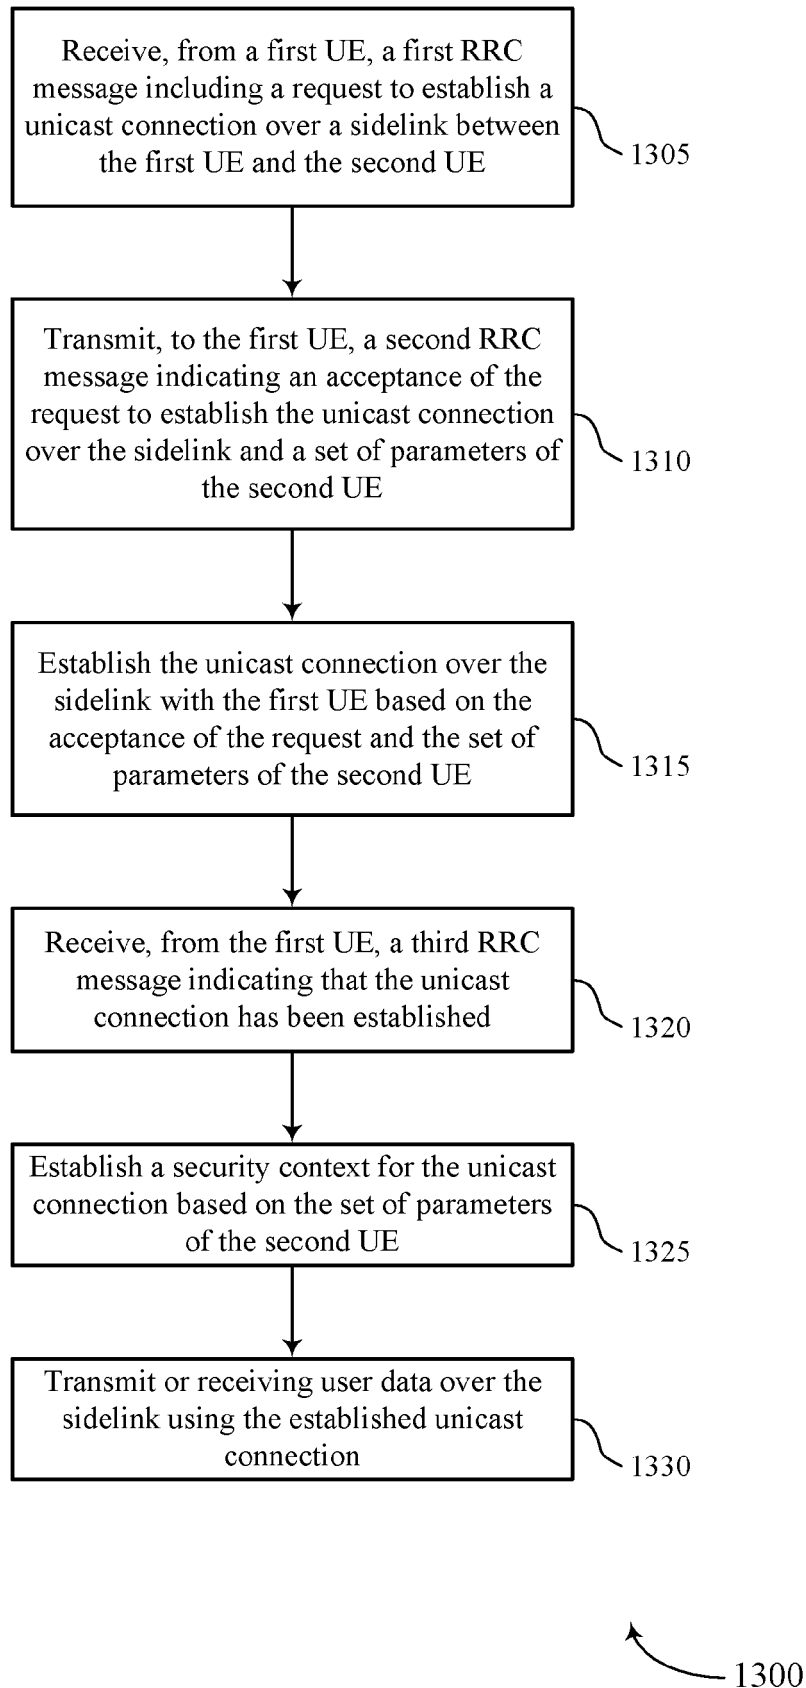 Receive, from a first UE, a first RRC
message including a request to establish a
unicast connection over a sidelink between
the first UE and the second UE
1305
Transmit, to the first UE, a second RRC
message indicating an acceptance of the
request to establish the unicast connection
over the sidelink and a set of parameters of
the second UE
1310
Establish the unicast connection over the
sidelink with the first UE based on the
acceptance of the request and the set of
parameters of the second UE
1315
Receive, from the first UE, a third RRC
message indicating that the unicast
connection has been established
1320
Establish a security context for the unicast
connection based on the set of parameters
of the second UE
1325
Transmit or receiving user data over the
sidelink using the established unicast
connection
1330
1300